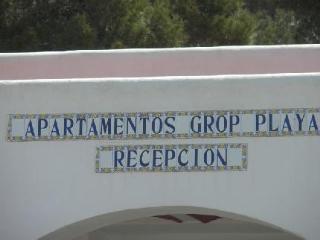 APARTAMENTOS GROP PLAYA
RECEPCION